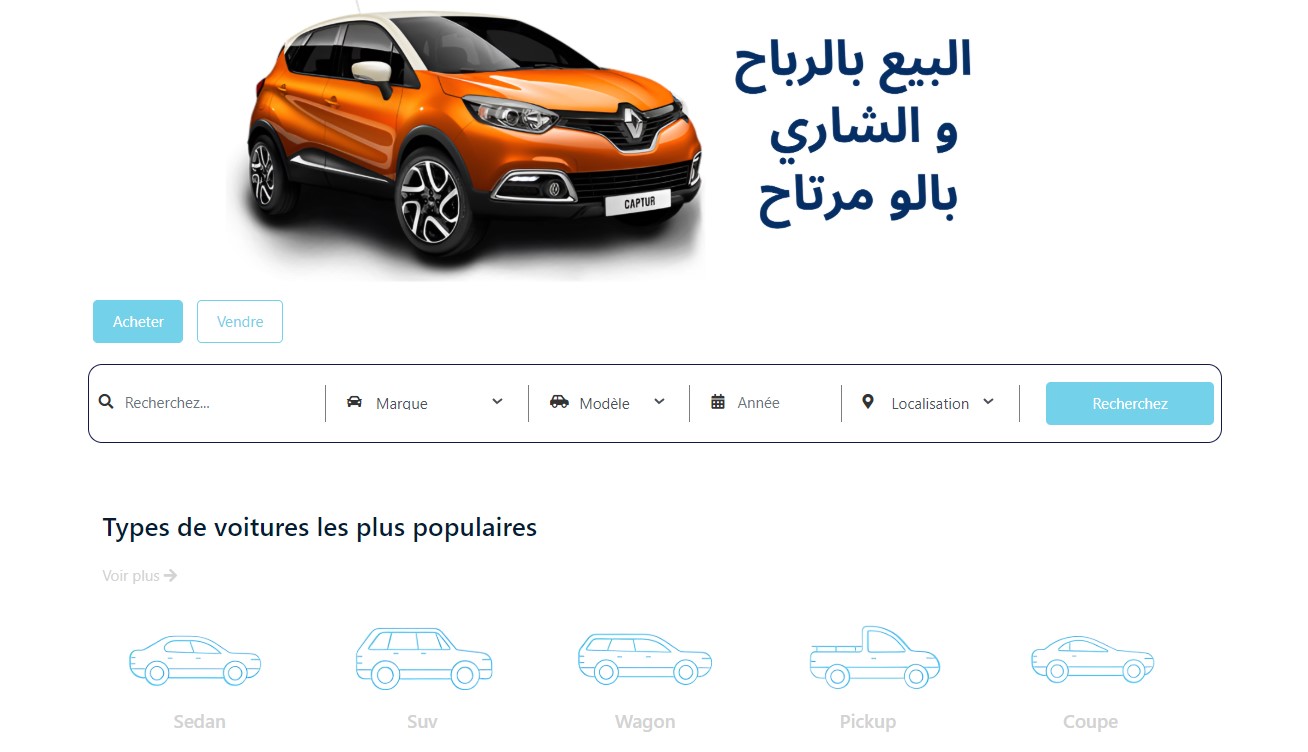 البيع بالرباح
و الشاري
بالو مرتاح
CAPTUR
Acheter
Vendre
Recherchez...
Marque
Modèle
Année
Localisation
Recherchez
Types de voitures les plus populaires
Voir plus
Sedan
Suv
Wagon
Pickup
Coupe